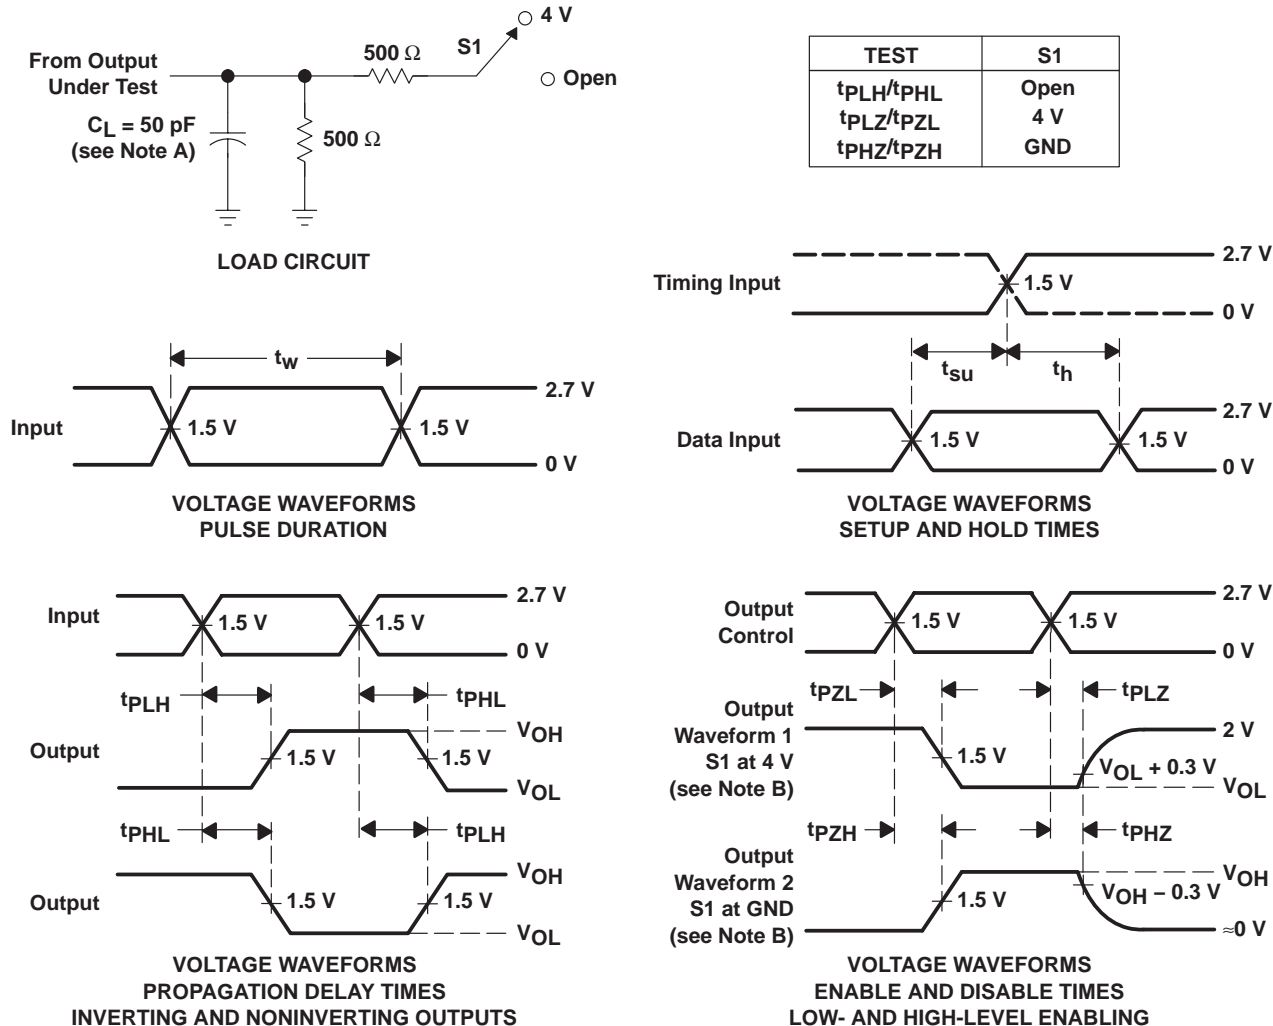 4 V
S1
500 Ω
From Output
Under Test
Open
CL = 50 pF
(see Note A)
500 Ω
LOAD CIRCUIT
TEST S1
tPLH/tPHL Open
tPLZ/tPZL 4 V
tPHZ/tPZH GND
Timing Input
2.7 V
1.5 V
0 V
tsu
th
Data Input
2.7 V
1.5 V
1.5 V
0 V
VOLTAGE WAVEFORMS
SETUP AND HOLD TIMES
tw
Input
2.7 V
1.5 V
1.5 V
0 V
VOLTAGE WAVEFORMS
PULSE DURATION
Input
2.7 V
1.5 V
1.5 V
0 V
tPLH
tPHL
Output
VOH
1.5 V
1.5 V
VOL
tPHL
tPLH
Output
VOH
1.5 V
1.5 V
VOL
VOLTAGE WAVEFORMS
PROPAGATION DELAY TIMES
INVERTING AND NONINVERTING OUTPUTS
Output
Control
2.7 V
1.5 V
1.5 V
0 V
tPZL
tPLZ
Output
Waveform 1
S1 at 4 V
(see Note B)
2 V
1.5 V
VOL + 0.3 V
VOL
tPZH
tPHZ
Output
Waveform 2
S1 at GND
(see Note B)
VOH
1.5 V
VOH − 0.3 V
≈0 V
VOLTAGE WAVEFORMS
ENABLE AND DISABLE TIMES
LOW- AND HIGH-LEVEL ENABLING